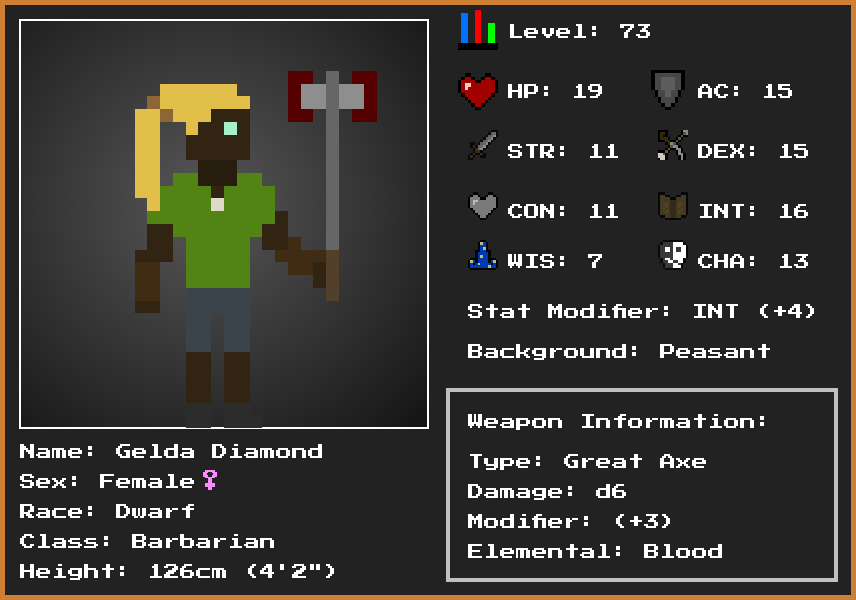 Level: 73
HP: 19 AC: 15
STR: 11 DEX: 15
CON: 11 INT: 16
WIS: 7 CHA: 13
Stat Modifier: INT (+4)
Background: Peasant
Weapon Information:
Type: Great Axe
Damage: d6
Modifier: (+3)
Elemental: Blood
Name: Gelda Diamond
Sex: Female♀
Race: Dwarf
Class: Barbarian
Height: 126cm (4'2")